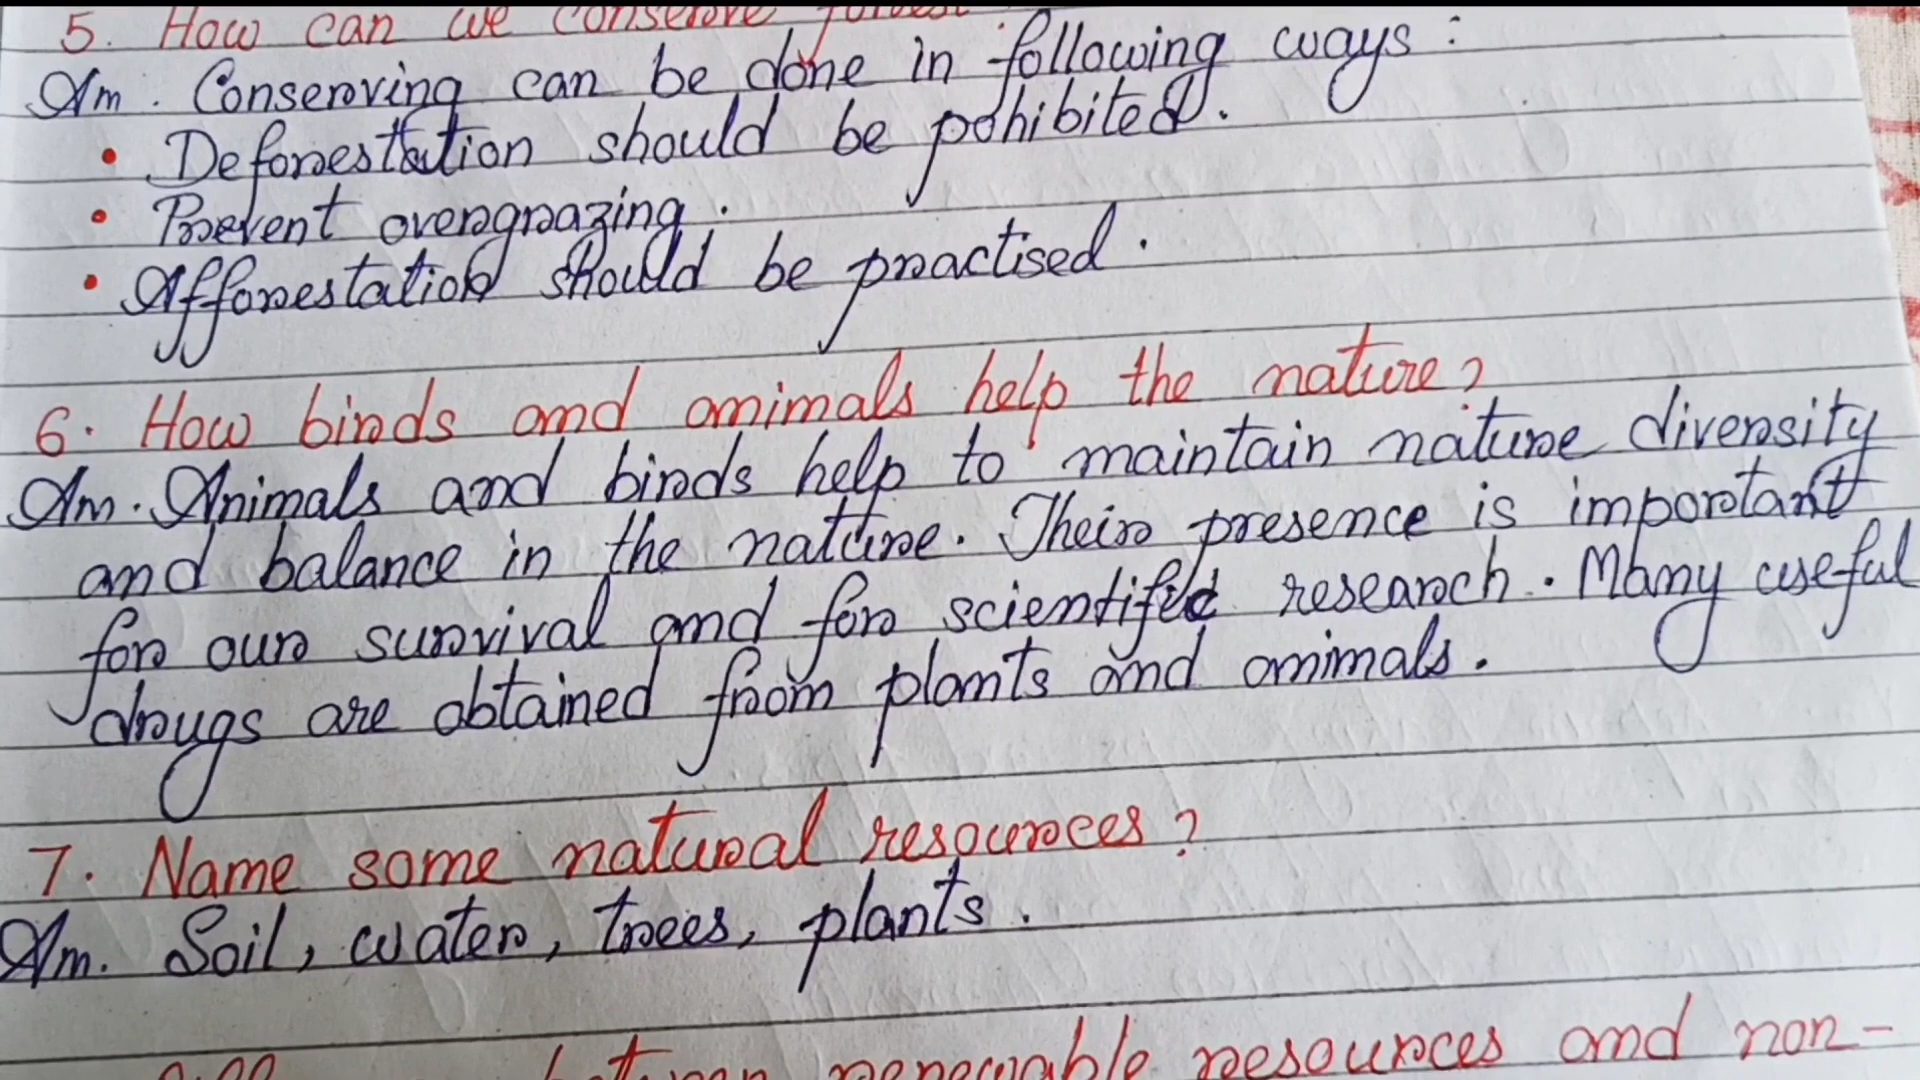 5. How can we conserve forest
Ans. Conserving can be done in following ways:
• Deforestation should be pohibited.
• Prevent overgrazing.
• Afforestation should be practised.
6. How birds and animals help the nature?
Ans. Animals and birds help to maintain nature diversity
and balance in the nature. Their presence is important
for our survival and for scientific research. Many useful
drugs are obtained from plants and animals.
7. Name some natural resources?
Ans. Soil, water, trees, plants.
between renewable resources and non-